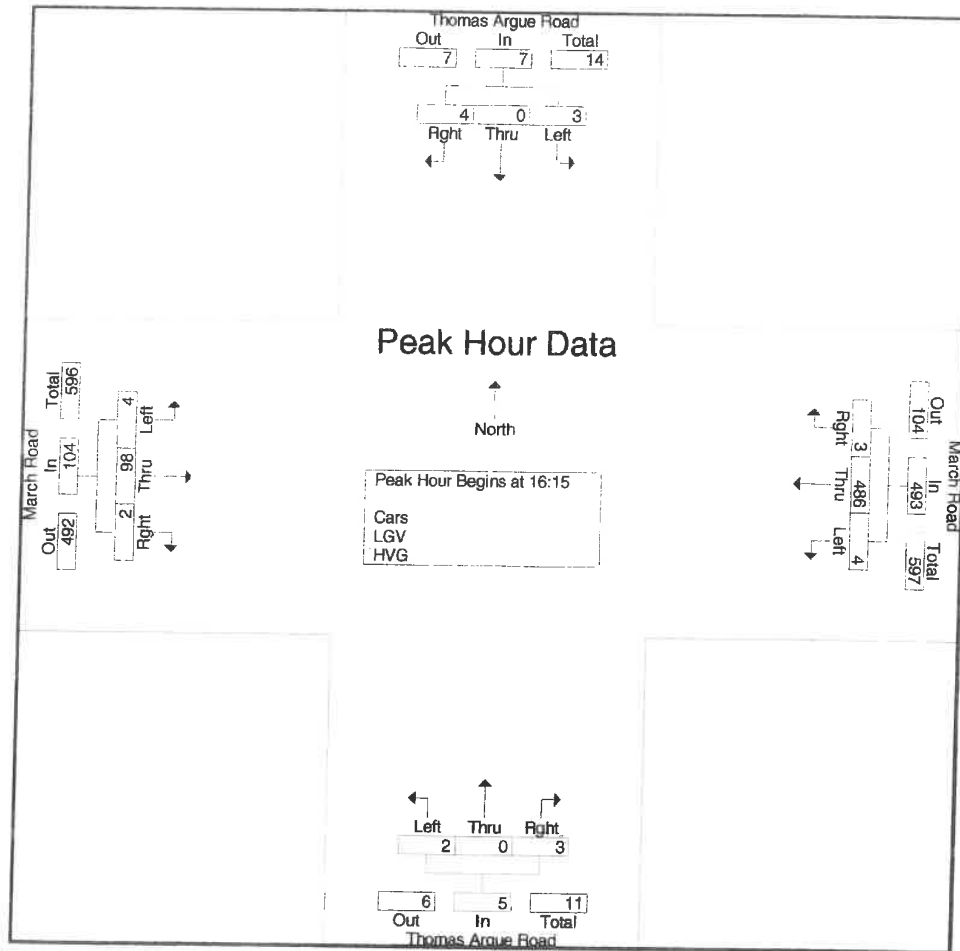 Thomas Argue Road
Out In Total
7 7 14
4 0 3
Rght Thru Left
Peak Hour Data
North
Peak Hour Begins at 16:15
Cars
LGV
HVG
March Road
Out In Total
492 104 596
Left Thru Rght
4 98 2
March Road
Out In Total
104 493 597
Rght Thru Left
3 486 4
Left Thru Rght
2 0 3
6 5 11
Out In Total
Thomas Argue Road